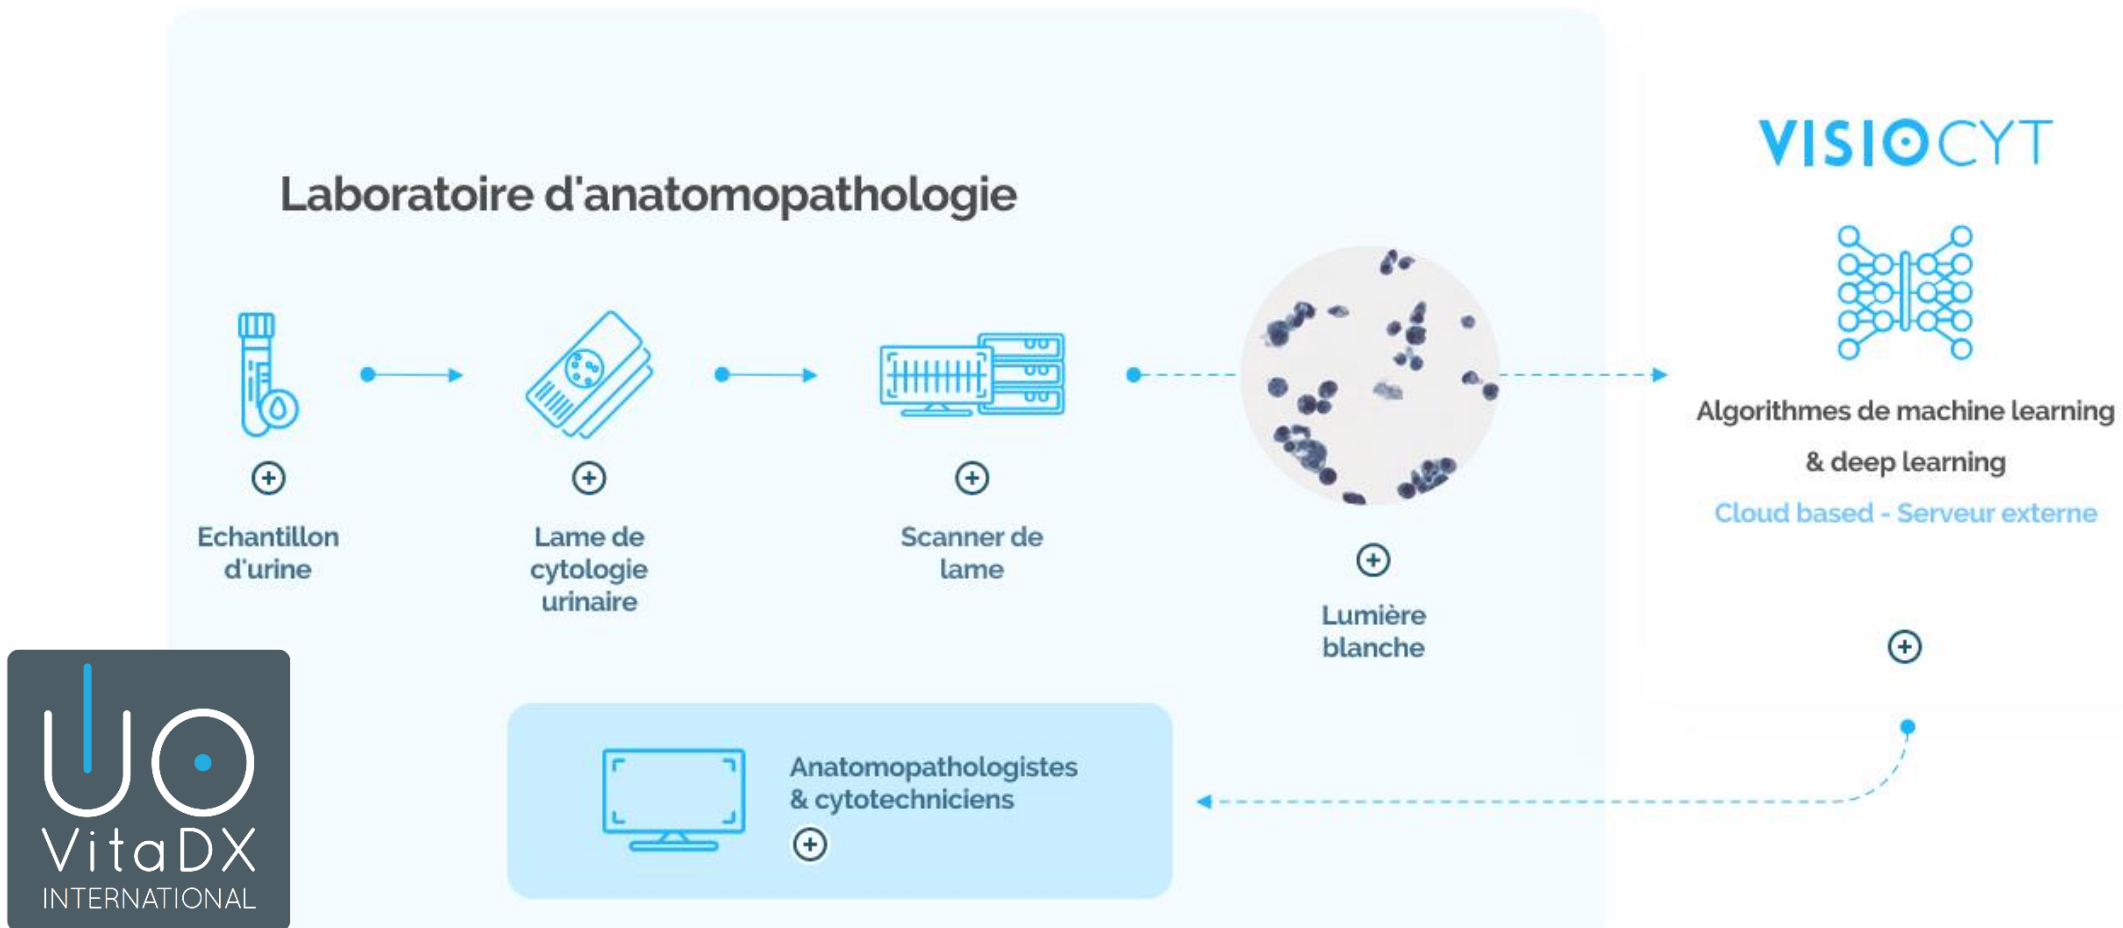 VISIOCYT
Laboratoire d'anatomopathologie
Echantillon
d'urine
Lame de
cytologie
urinaire
Scanner de
lame
Lumière
blanche
Algorithmes de machine learning
& deep learning
Cloud based - Serveur externe
Anatomopathologistes
& cytotechniciens
VitaDX
INTERNATIONAL